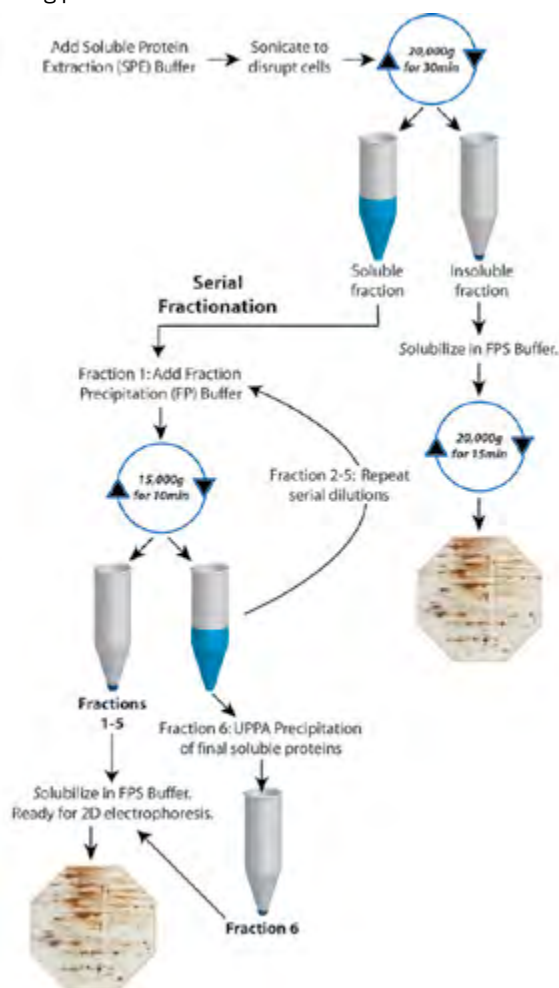 Add Soluble Protein
Extraction (SPE) Buffer
Sonicate to
disrupt cells
20,000g
for 30min
Soluble
fraction
Insoluble
fraction
Serial
Fractionation
Solubilize in FPS Buffer.
Fraction 1: Add Fraction
Precipitation (FP) Buffer
20,000g
for 15min
15,000g
for 10min
Fraction 2-5: Repeat
serial dilutions
Fractions
1-5
Fraction 6: UPPA Precipitation
of final soluble proteins
Solubilize in FPS Buffer.
Ready for 2D electrophoresis.
Fraction 6